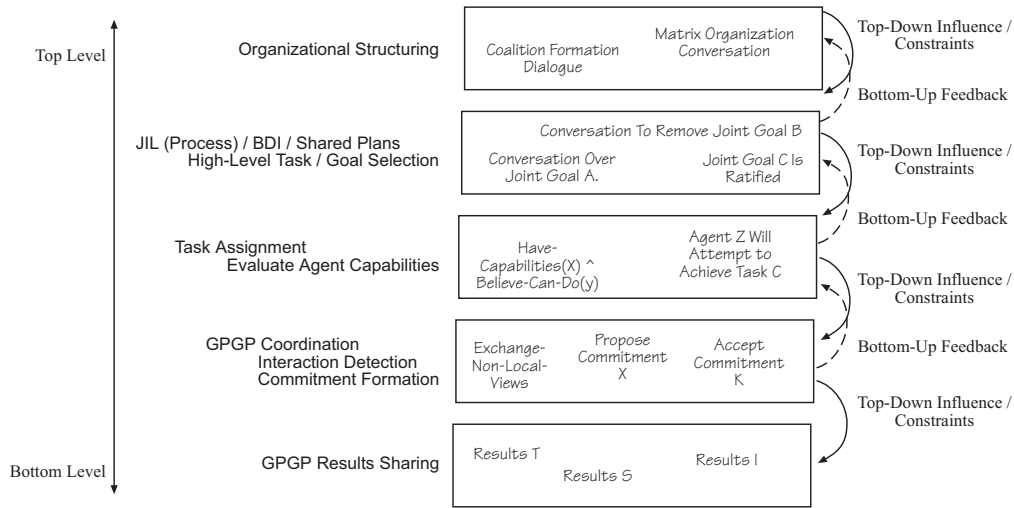 Top Level
Organizational Structuring
Coalition Formation
Dialogue
Matrix Organization
Conversation
Top-Down Influence /
Constraints
Bottom-Up Feedback
JIL (Process) / BDI / Shared Plans
High-Level Task / Goal Selection
Conversation To Remove Joint Goal B
Conversation Over
Joint Goal A.
Joint Goal C Is
Ratified
Top-Down Influence /
Constraints
Bottom-Up Feedback
Task Assignment
Evaluate Agent Capabilities
Have-
Capabilities(X) ^
Believe-Can-Do(y)
Agent Z Will
Attempt to
Achieve Task C
Top-Down Influence /
Constraints
Bottom-Up Feedback
GPGP Coordination
Interaction Detection
Commitment Formation
Exchange-
Non-Local-
Views
Propose
Commitment
X
Accept
Commitment
K
Top-Down Influence /
Constraints
Bottom Level
GPGP Results Sharing
Results T
Results S
Results I